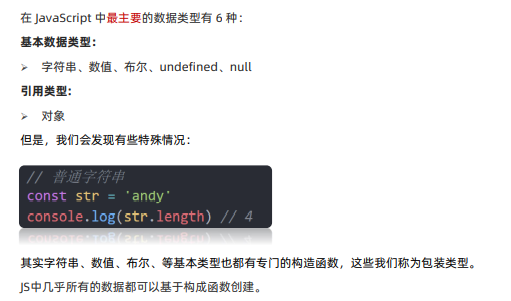 在 JavaScript 中最主要的数据类型有 6 种：
基本数据类型：
➢ 字符串、数值、布尔、undefined、null
引用类型：
➢ 对象
但是，我们会发现有些特殊情况：
// 普通字符串
const str = 'andy'
console.log(str.length) // 4
其实字符串、数值、布尔、等基本类型也都有专门的构造函数，这些我们称为包装类型。
JS中几乎所有的数据都可以基于构成函数创建。